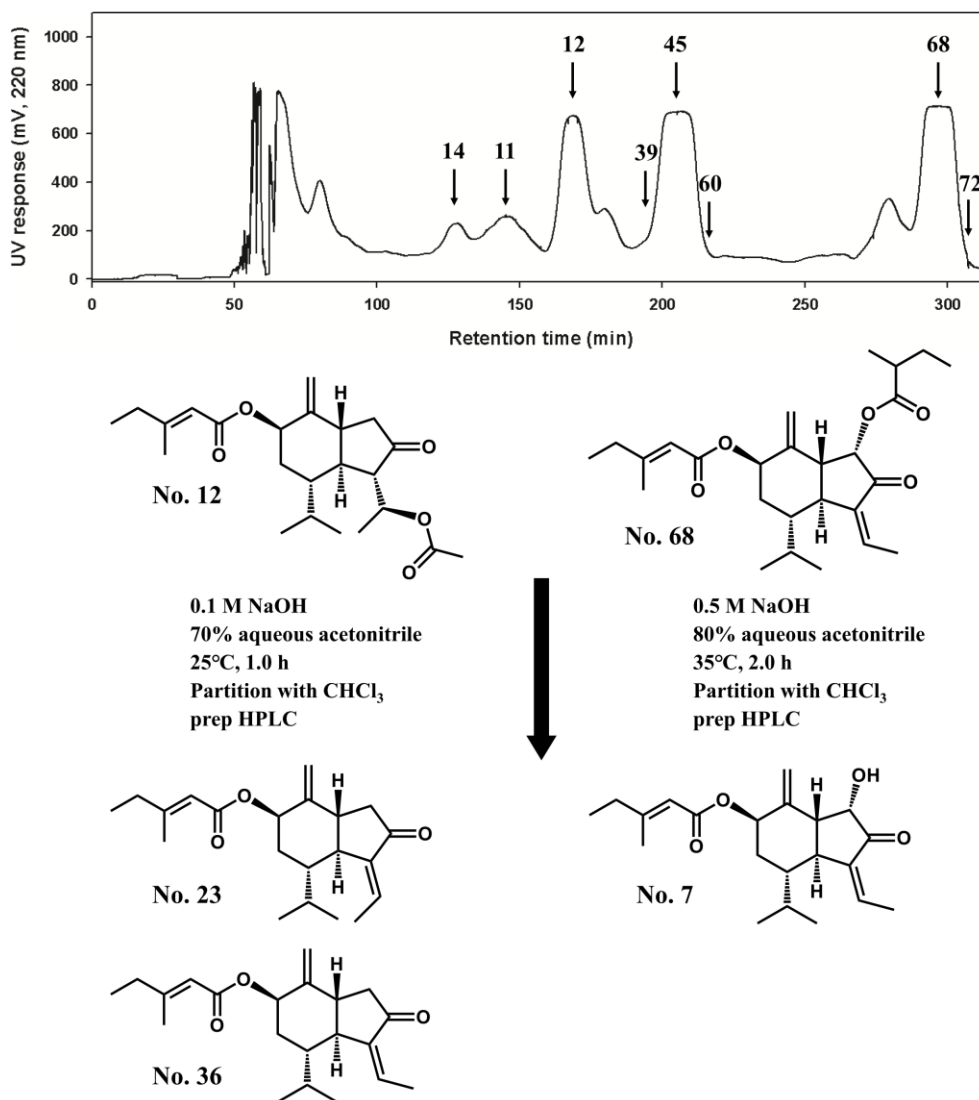 1000
800
600
400
200
0
UV response (mV, 220 nm)
14
11
12
39
45
60
68
72
0
50
100
150
200
250
300
Retention time (min)
H
O
O
O
H
O
O
No. 12
O
O
H
O
O
O
H
No. 68
0.1 M NaOH
70% aqueous acetonitrile
25°C, 1.0 h
Partition with CHCl3
prep HPLC
0.5 M NaOH
80% aqueous acetonitrile
35°C, 2.0 h
Partition with CHCl3
prep HPLC
H
O
O
O
H
No. 23
OH
H
O
O
O
H
No. 7
H
O
O
O
H
No. 36